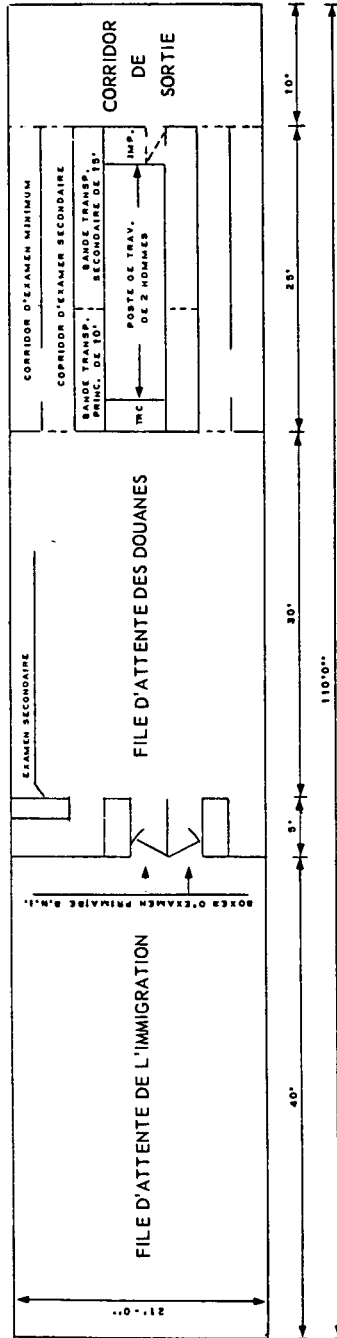 CORRIDOR
DE
SORTIE
CORRIDOR D'EXAMEN MINIMUM
COPRIDOR D'EXAMEN SECONDAIRE
BANDE TRANSP.
PRINC. DE 10'
BANDE TRANSP.
SECONDAIRE DE 15'
IMP.
POSTE DE TRAV.
DE 2 HOMMES
TRC
EXAMEN SECONDAIRE
FILE D'ATTENTE DES DOUANES
BOXES D'EXAMEN PRIMAIRE B.N.I.
FILE D'ATTENTE DE L'IMMIGRATION
21'-0"
40'
5'
30'
25'
10'
110'0"